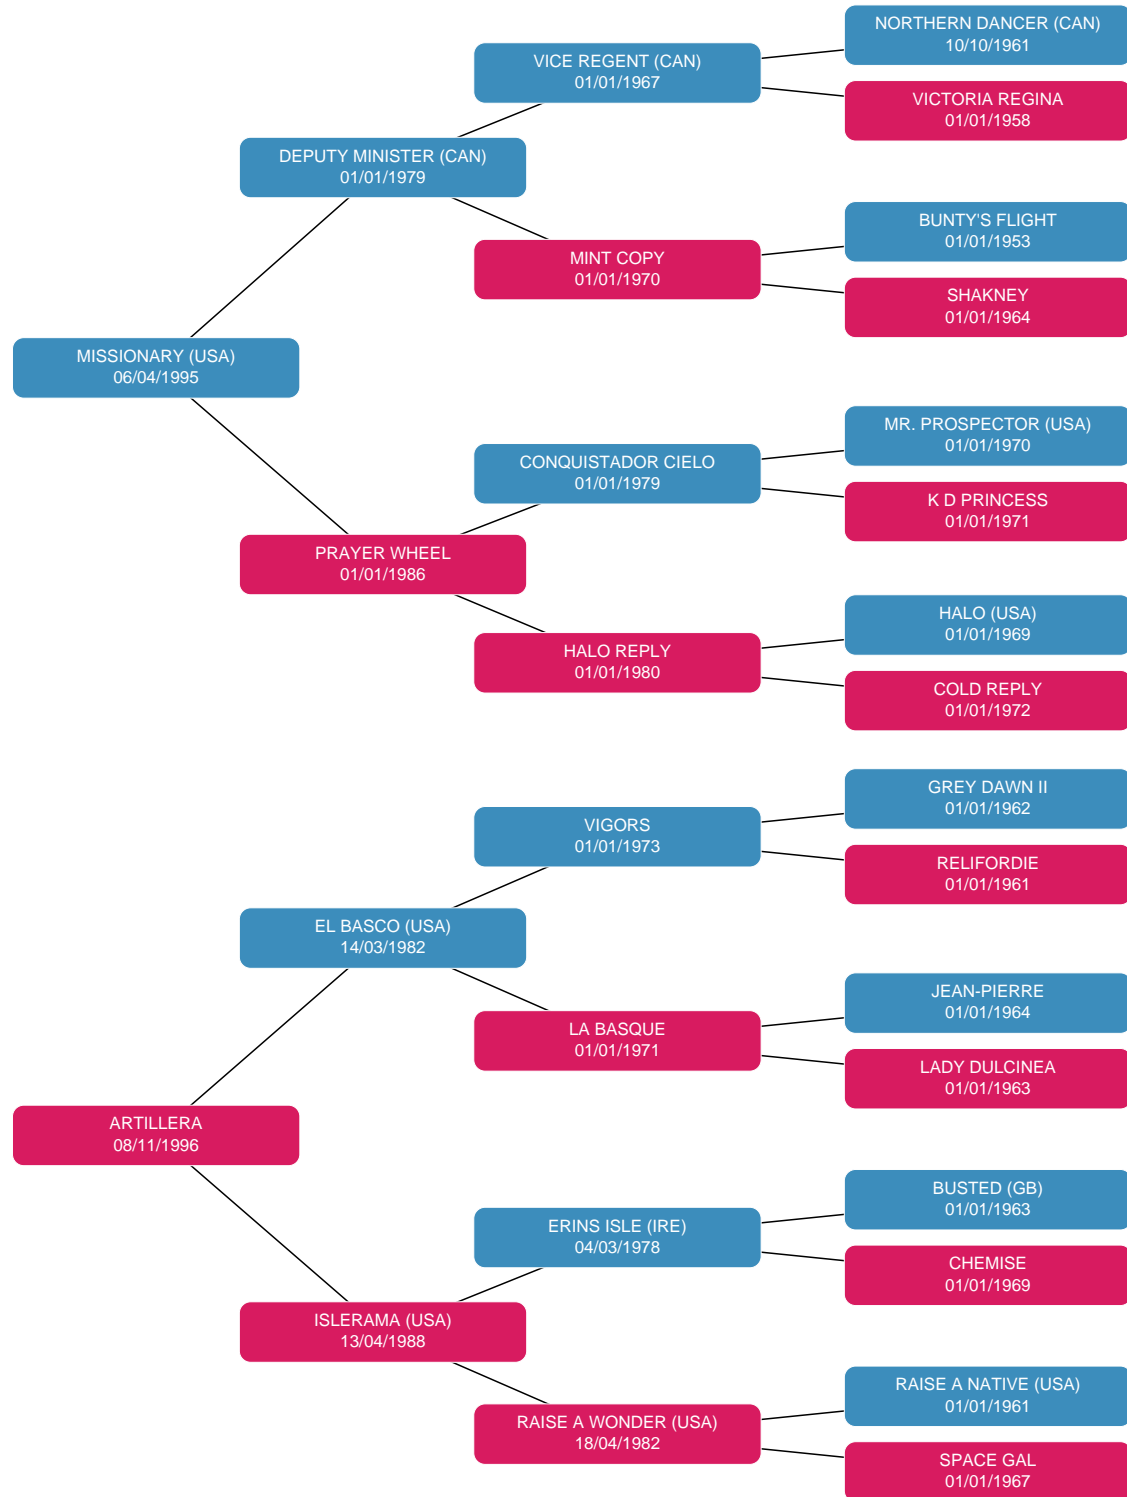 NORTHERN DANCER (CAN)
10/10/1961
VICE REGENT (CAN)
01/01/1967
VICTORIA REGINA
01/01/1958
DEPUTY MINISTER (CAN)
01/01/1979
BUNTY'S FLIGHT
01/01/1953
MINT COPY
01/01/1970
SHAKNEY
01/01/1964
MISSIONARY (USA)
06/04/1995
MR. PROSPECTOR (USA)
01/01/1970
CONQUISTADOR CIELO
01/01/1979
K D PRINCESS
01/01/1971
PRAYER WHEEL
01/01/1986
HALO (USA)
01/01/1969
HALO REPLY
01/01/1980
COLD REPLY
01/01/1972
GREY DAWN II
01/01/1962
VIGORS
01/01/1973
RELIFORDIE
01/01/1961
EL BASCO (USA)
14/03/1982
JEAN-PIERRE
01/01/1964
LA BASQUE
01/01/1971
LADY DULCINEA
01/01/1963
ARTILLERA
08/11/1996
BUSTED (GB)
01/01/1963
ERINS ISLE (IRE)
04/03/1978
CHEMISE
01/01/1969
ISLERAMA (USA)
13/04/1988
RAISE A NATIVE (USA)
01/01/1961
RAISE A WONDER (USA)
18/04/1982
SPACE GAL
01/01/1967